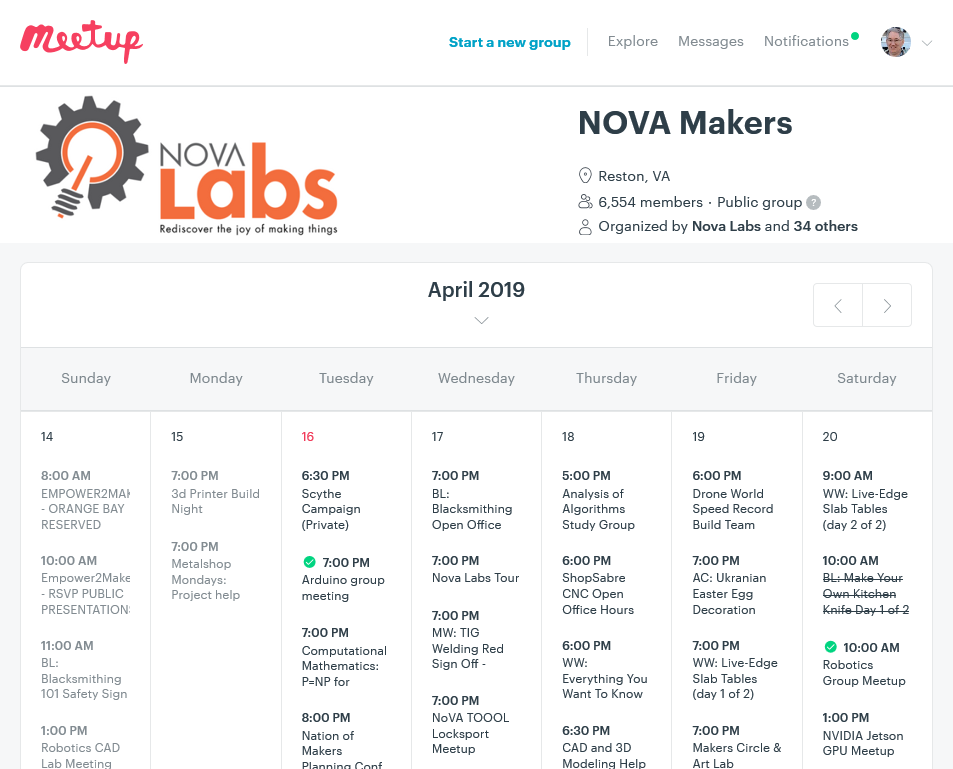 meetup
Start a new group
Explore
Messages
Notifications
NOVA
Labs
Rediscover the joy of making things
NOVA Makers
Reston, VA
6,554 members · Public group ?
Organized by Nova Labs and 34 others
April 2019
Sunday
Monday
Tuesday
Wednesday
Thursday
Friday
Saturday
14
8:00 AM
EMPOWER2MAK
- ORANGE BAY
RESERVED
10:00 AM
Empower2Make
- RSVP PUBLIC
PRESENTATION
11:00 AM
BL:
Blacksmithing
101 Safety Sign
1:00 PM
Robotics CAD
Lab Meeting
15
7:00 PM
3d Printer Build
Night
7:00 PM
Metalshop
Mondays:
Project help
16
6:30 PM
Scythe
Campaign
(Private)
7:00 PM
Arduino group
meeting
7:00 PM
Computational
Mathematics:
P=NP for
8:00 PM
Nation of
Makers
Planning Conf
17
7:00 PM
BL:
Blacksmithing
Open Office
7:00 PM
Nova Labs Tour
7:00 PM
MW: TIG
Welding Red
Sign Off -
7:00 PM
NoVA TOOOL
Locksport
Meetup
18
5:00 PM
Analysis of
Algorithms
Study Group
6:00 PM
ShopSabre
CNC Open
Office Hours
6:00 PM
WW:
Everything You
Want To Know
6:30 PM
CAD and 3D
Modeling Help
19
6:00 PM
Drone World
Speed Record
Build Team
7:00 PM
AC: Ukranian
Easter Egg
Decoration
7:00 PM
WW: Live-Edge
Slab Tables
(day 1 of 2)
7:00 PM
Makers Circle &
Art Lab
20
9:00 AM
WW: Live-Edge
Slab Tables
(day 2 of 2)
10:00 AM
BL: Make Your
Own Kitchen
Knife Day 1 of 2
10:00 AM
Robotics
Group Meetup
1:00 PM
NVIDIA Jetson
GPU Meetup